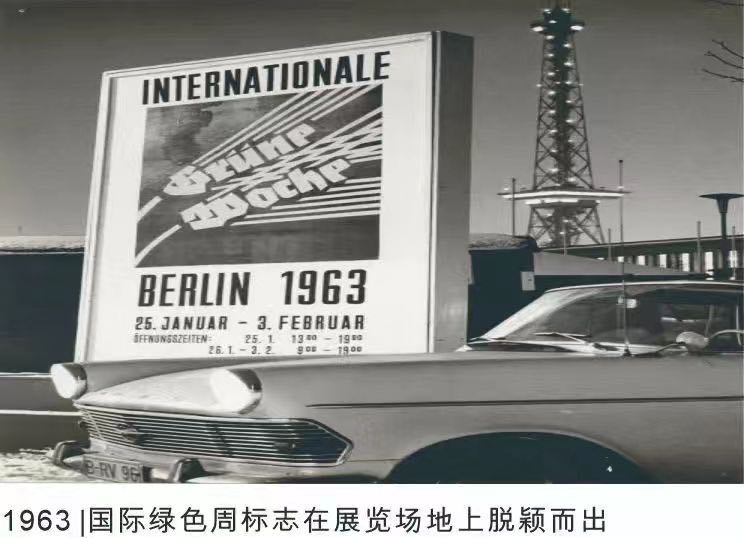 INTERNATIONALE
Grüne
Woche
BERLIN 1963
25. JANUAR – 3. FEBRUAR
ÖFFNUNGSZEITEN: 25.1. 13⁰⁰ – 19⁰⁰
26.1. – 3.2. 9⁰⁰ – 19⁰⁰
B-RV 96
1963 |国际绿色周标志在展览场地上脱颖而出